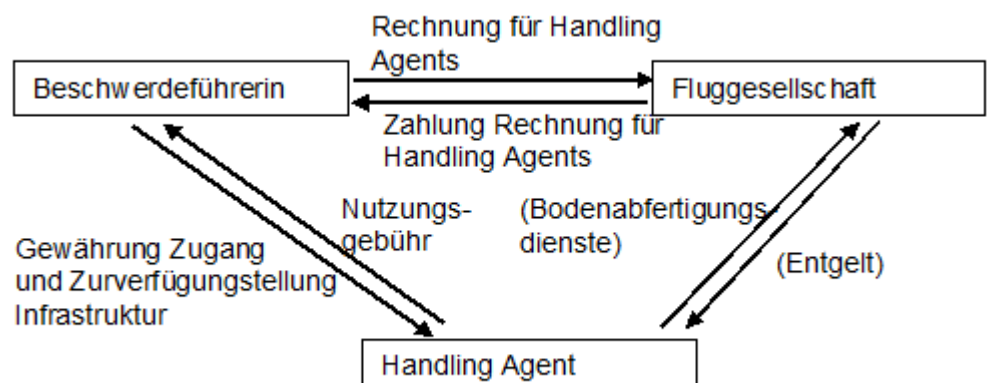 Rechnung für Handling
Agents
Beschwerdeführerin
Fluggesellschaft
Zahlung Rechnung für
Handling Agents
Nutzungs-
gebühr
(Bodenabfertigungs-
dienste)
Gewährung Zugang
und Zurverfügungstellung
Infrastruktur
(Entgelt)
Handling Agent